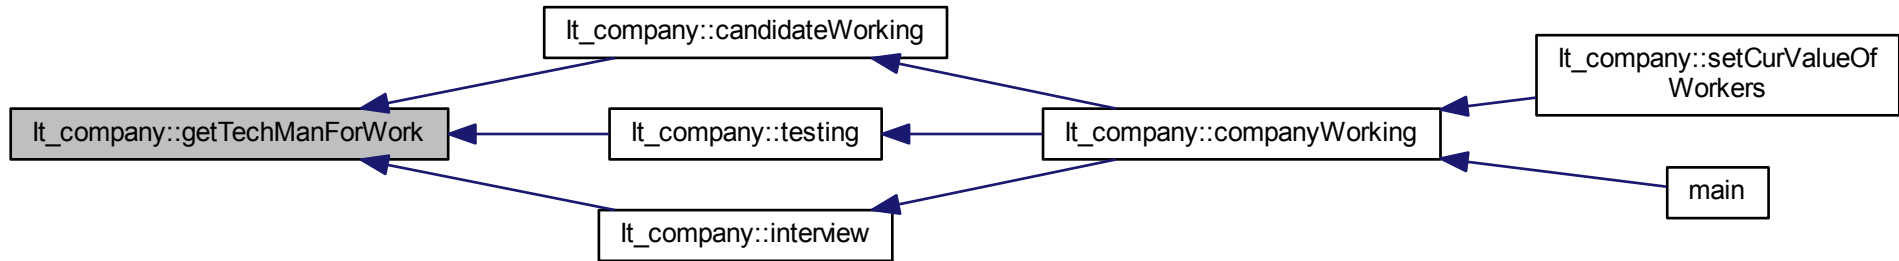 It_company::getTechManForWork
It_company::candidateWorking
It_company::testing
It_company::interview
It_company::companyWorking
It_company::setCurValueOf
Workers
main